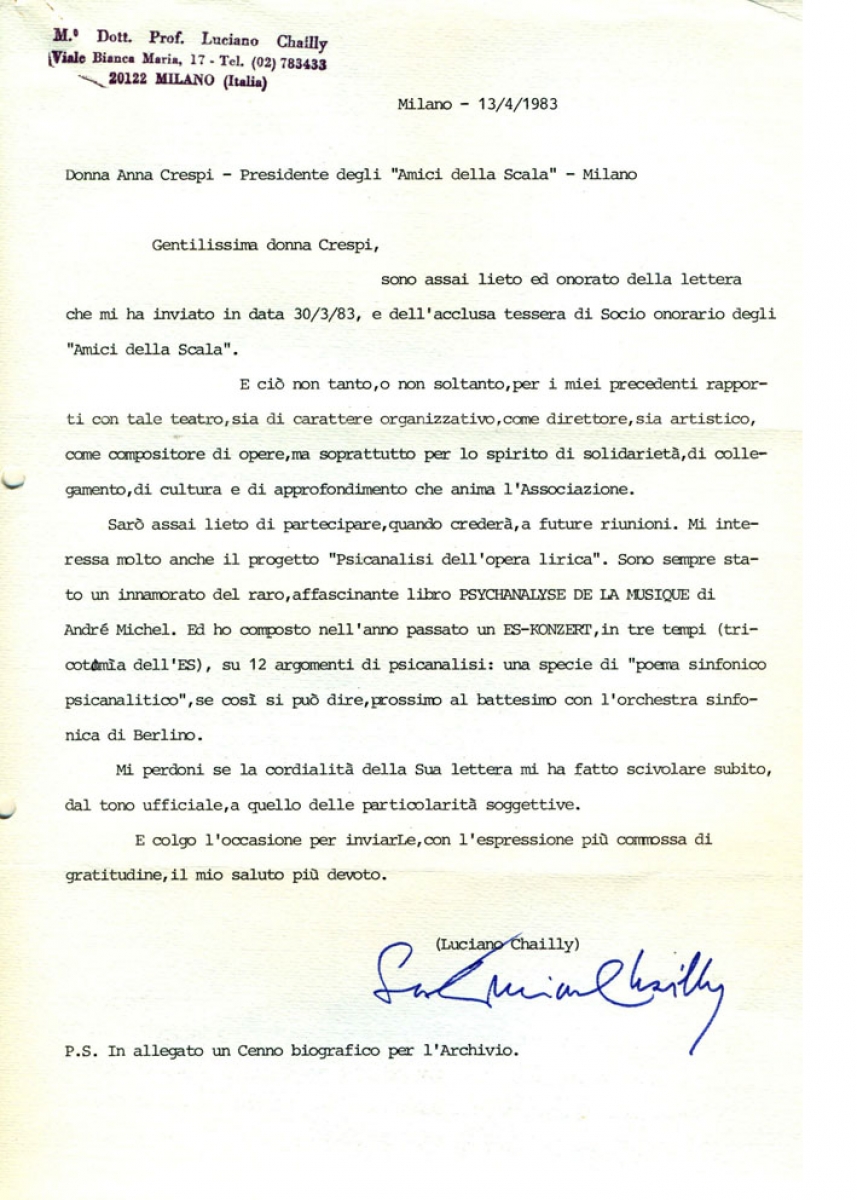 M.º Dott. Prof. Luciano Chailly
Viale Bianca Maria, 17 - Tel. (02) 783433
20122 MILANO (Italia)
Milano - 13/4/1983
Donna Anna Crespi - Presidente degli "Amici della Scala" - Milano
Gentilissima donna Crespi,
sono assai lieto ed onorato della lettera
che mi ha inviato in data 30/3/83, e dell'acclusa tessera di Socio onorario degli
"Amici della Scala".
E ciò non tanto,o non soltanto,per i miei precedenti rappor-
ti con tale teatro,sia di carattere organizzativo,come direttore,sia artistico,
come compositore di opere,ma soprattutto per lo spirito di solidarietà,di colle-
gamento,di cultura e di approfondimento che anima l'Associazione.
Sarò assai lieto di partecipare,quando crederà,a future riunioni. Mi inte-
ressa molto anche il progetto "Psicanalisi dell'opera lirica". Sono sempre sta-
to un innamorato del raro,affascinante libro PSYCHANALYSE DE LA MUSIQUE di
André Michel. Ed ho composto nell'anno passato un ES-KONZERT,in tre tempi (tri-
cotomìa dell'ES), su 12 argomenti di psicanalisi: una specie di "poema sinfonico
psicanalitico",se così si può dire,prossimo al battesimo con l'orchestra sinfo-
nica di Berlino.
Mi perdoni se la cordialità della Sua lettera mi ha fatto scivolare subito,
dal tono ufficiale,a quello delle particolarità soggettive.
E colgo l'occasione per inviarLe,con l'espressione più commossa di
gratitudine,il mio saluto più devoto.
(Luciano Chailly)
Luciano Chailly
P.S. In allegato un Cenno biografico per l'Archivio.